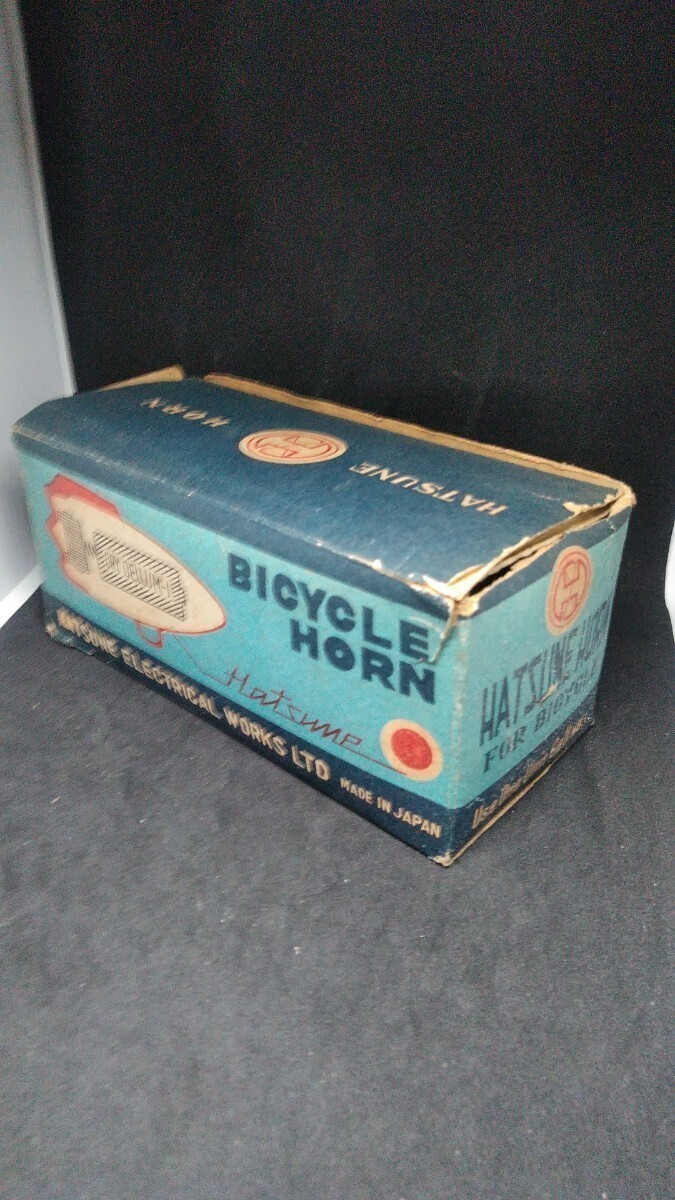 HATSUNE HORN
BICYCLE
HORN
Hatsune
HATSUNE ELECTRICAL WORKS LTD MADE IN JAPAN
HATSUNE HORN
FOR BICYCLE